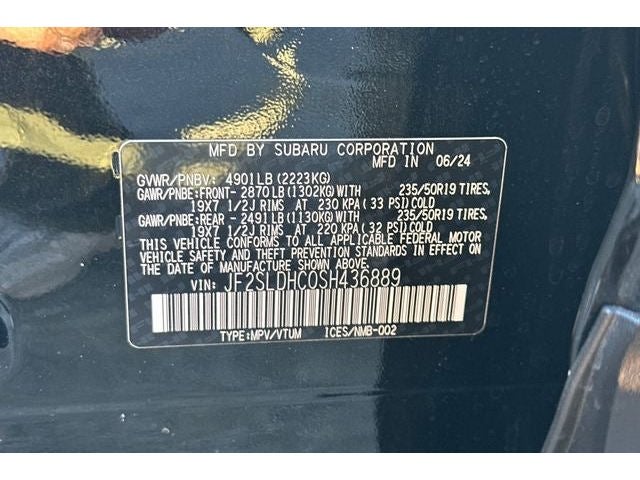 MFD BY SUBARU CORPORATION
MFD IN 06/24
GVWR/PNBV: 4901LB(2223KG)
GAWR/PNBE:FRONT- 2870LB(1302KG)WITH 235/50R19 TIRES,
19X7 1/2J RIMS AT 230 KPA(33 PSI)COLD
GAWR/PNBE:REAR - 2491LB(1130KG)WITH 235/50R19 TIRES,
19X7 1/2J RIMS AT 220 KPA(32 PSI)COLD
THIS VEHICLE CONFORMS TO ALL APPLICABLE FEDERAL MOTOR
VEHICLE SAFETY AND THEFT PREVENTION STANDARDS IN EFFECT ON
THE DATE OF MANUFACTURE SHOWN ABOVE.
VIN: JF2SLDHC0SH436889
TYPE:MPV/VTUM ICES/NMB-002